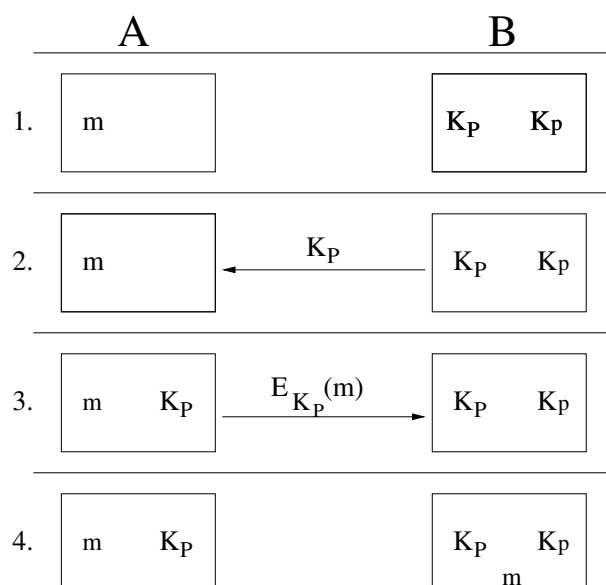 A B
1. m K_P K_p
2. m K_P K_P K_p
3. m K_P E_{K_P}(m) K_P K_p
4. m K_P K_P K_p
m